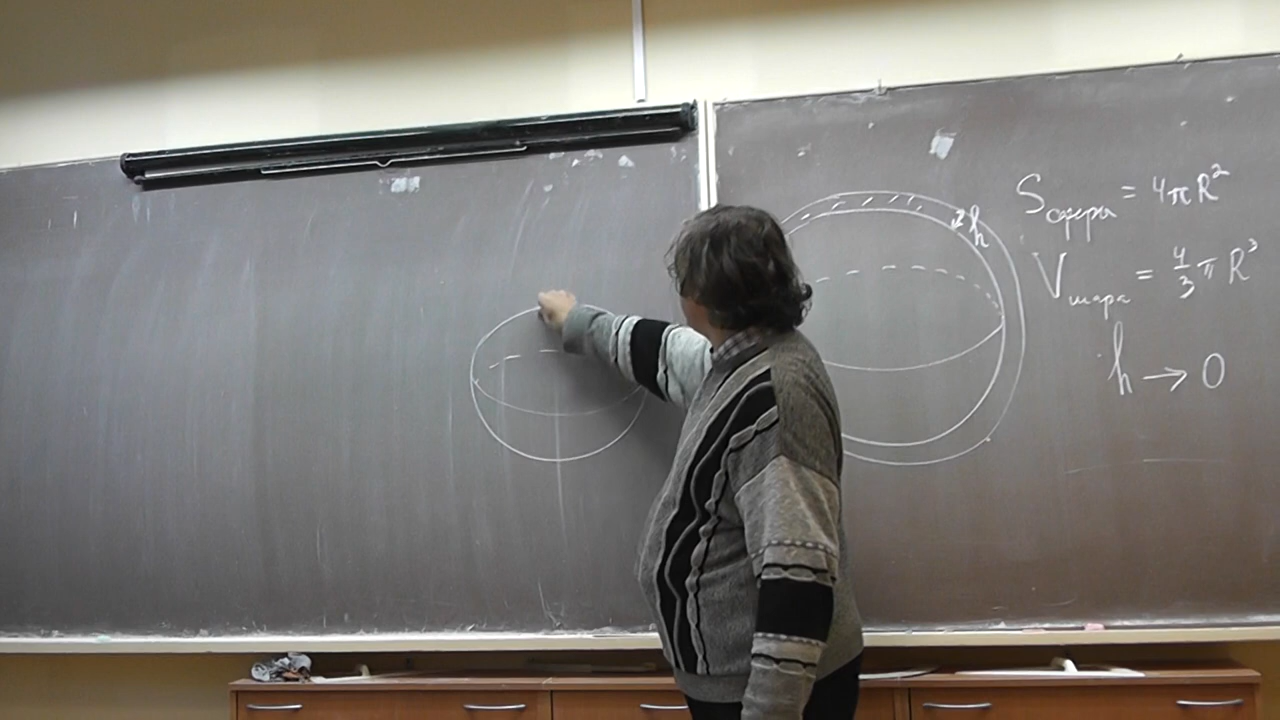 h
S сферы = 4πR²
V шара = 4/3 πR³
h → 0